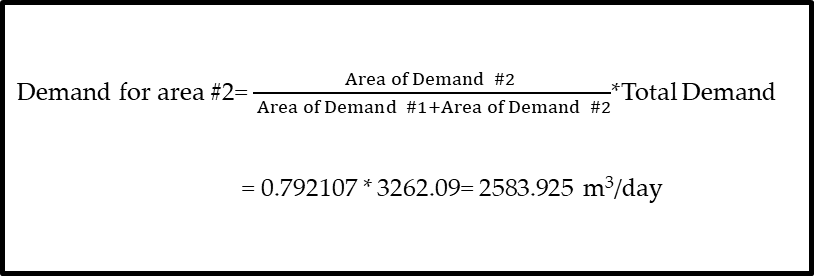 Demand for area #2= Area of Demand #2 / Area of Demand #1+Area of Demand #2 *Total Demand
= 0.792107 * 3262.09= 2583.925 m³/day